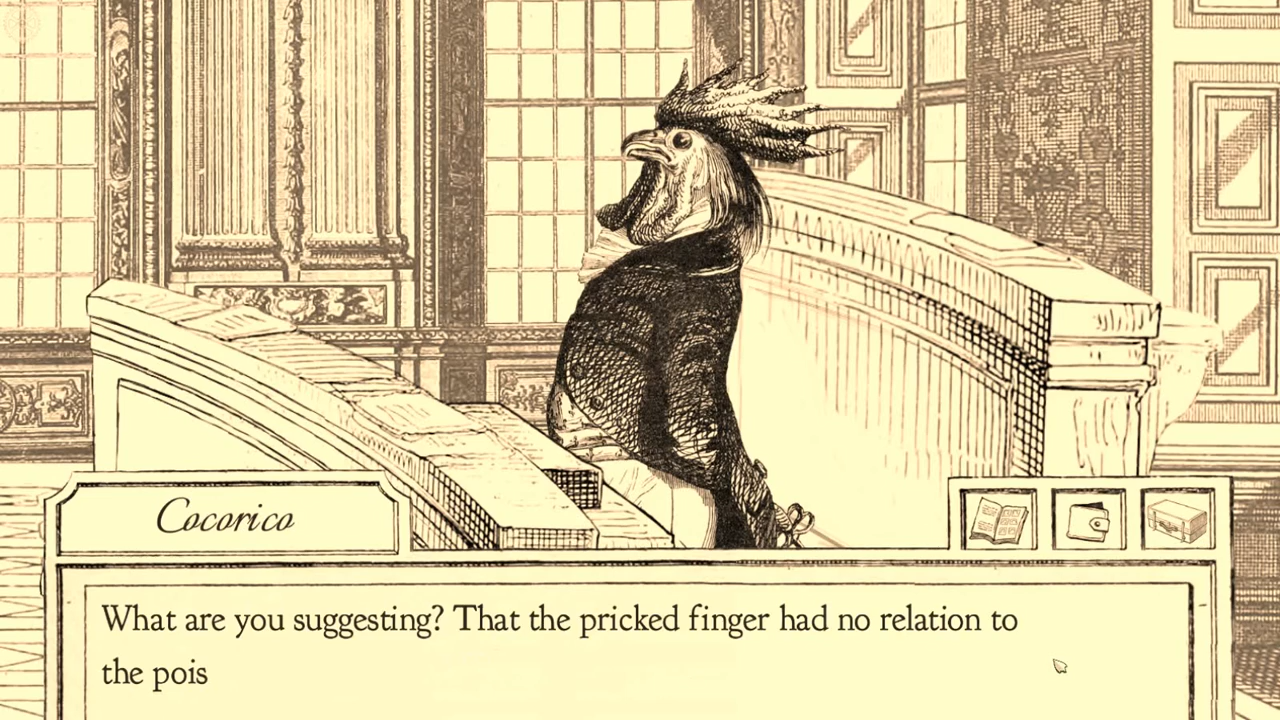 Cocorico
What are you suggesting? That the pricked finger had no relation to
the pois